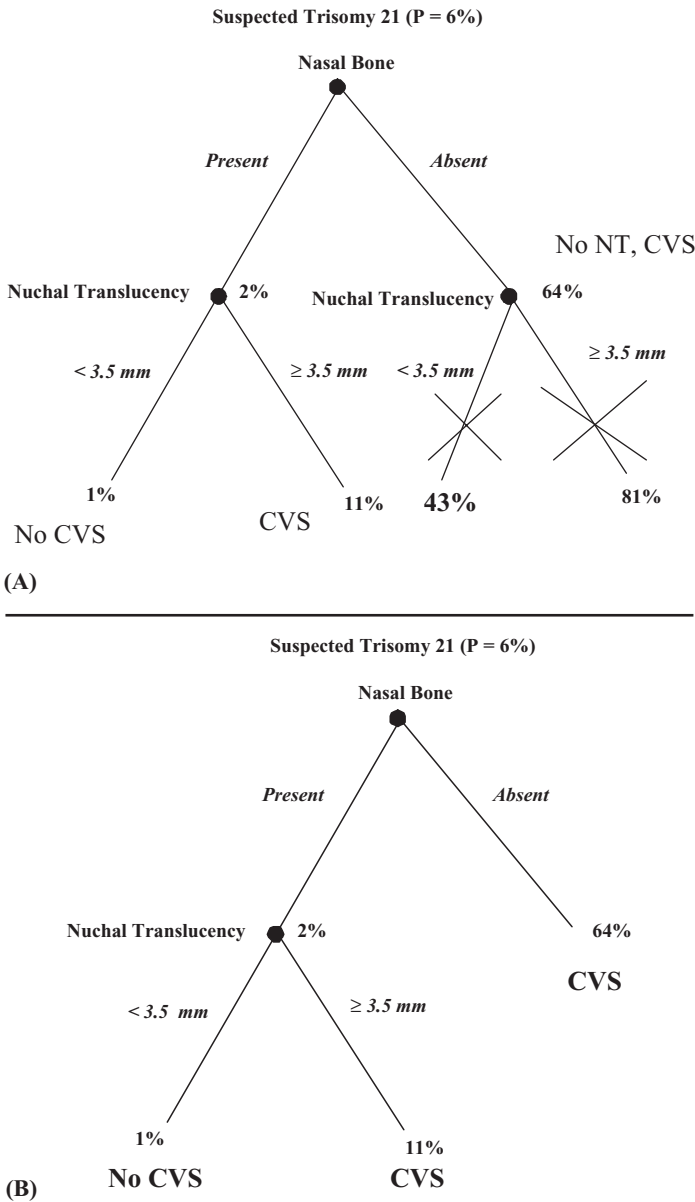 Suspected Trisomy 21 (P = 6%)
Nasal Bone
Present
Absent
No NT, CVS
Nuchal Translucency
2%
Nuchal Translucency
64%
< 3.5 mm
≥ 3.5 mm
< 3.5 mm
≥ 3.5 mm
1%
11%
43%
81%
No CVS
CVS
(A)
Suspected Trisomy 21 (P = 6%)
Nasal Bone
Present
Absent
Nuchal Translucency
2%
64%
CVS
< 3.5 mm
≥ 3.5 mm
1%
11%
No CVS
CVS
(B)